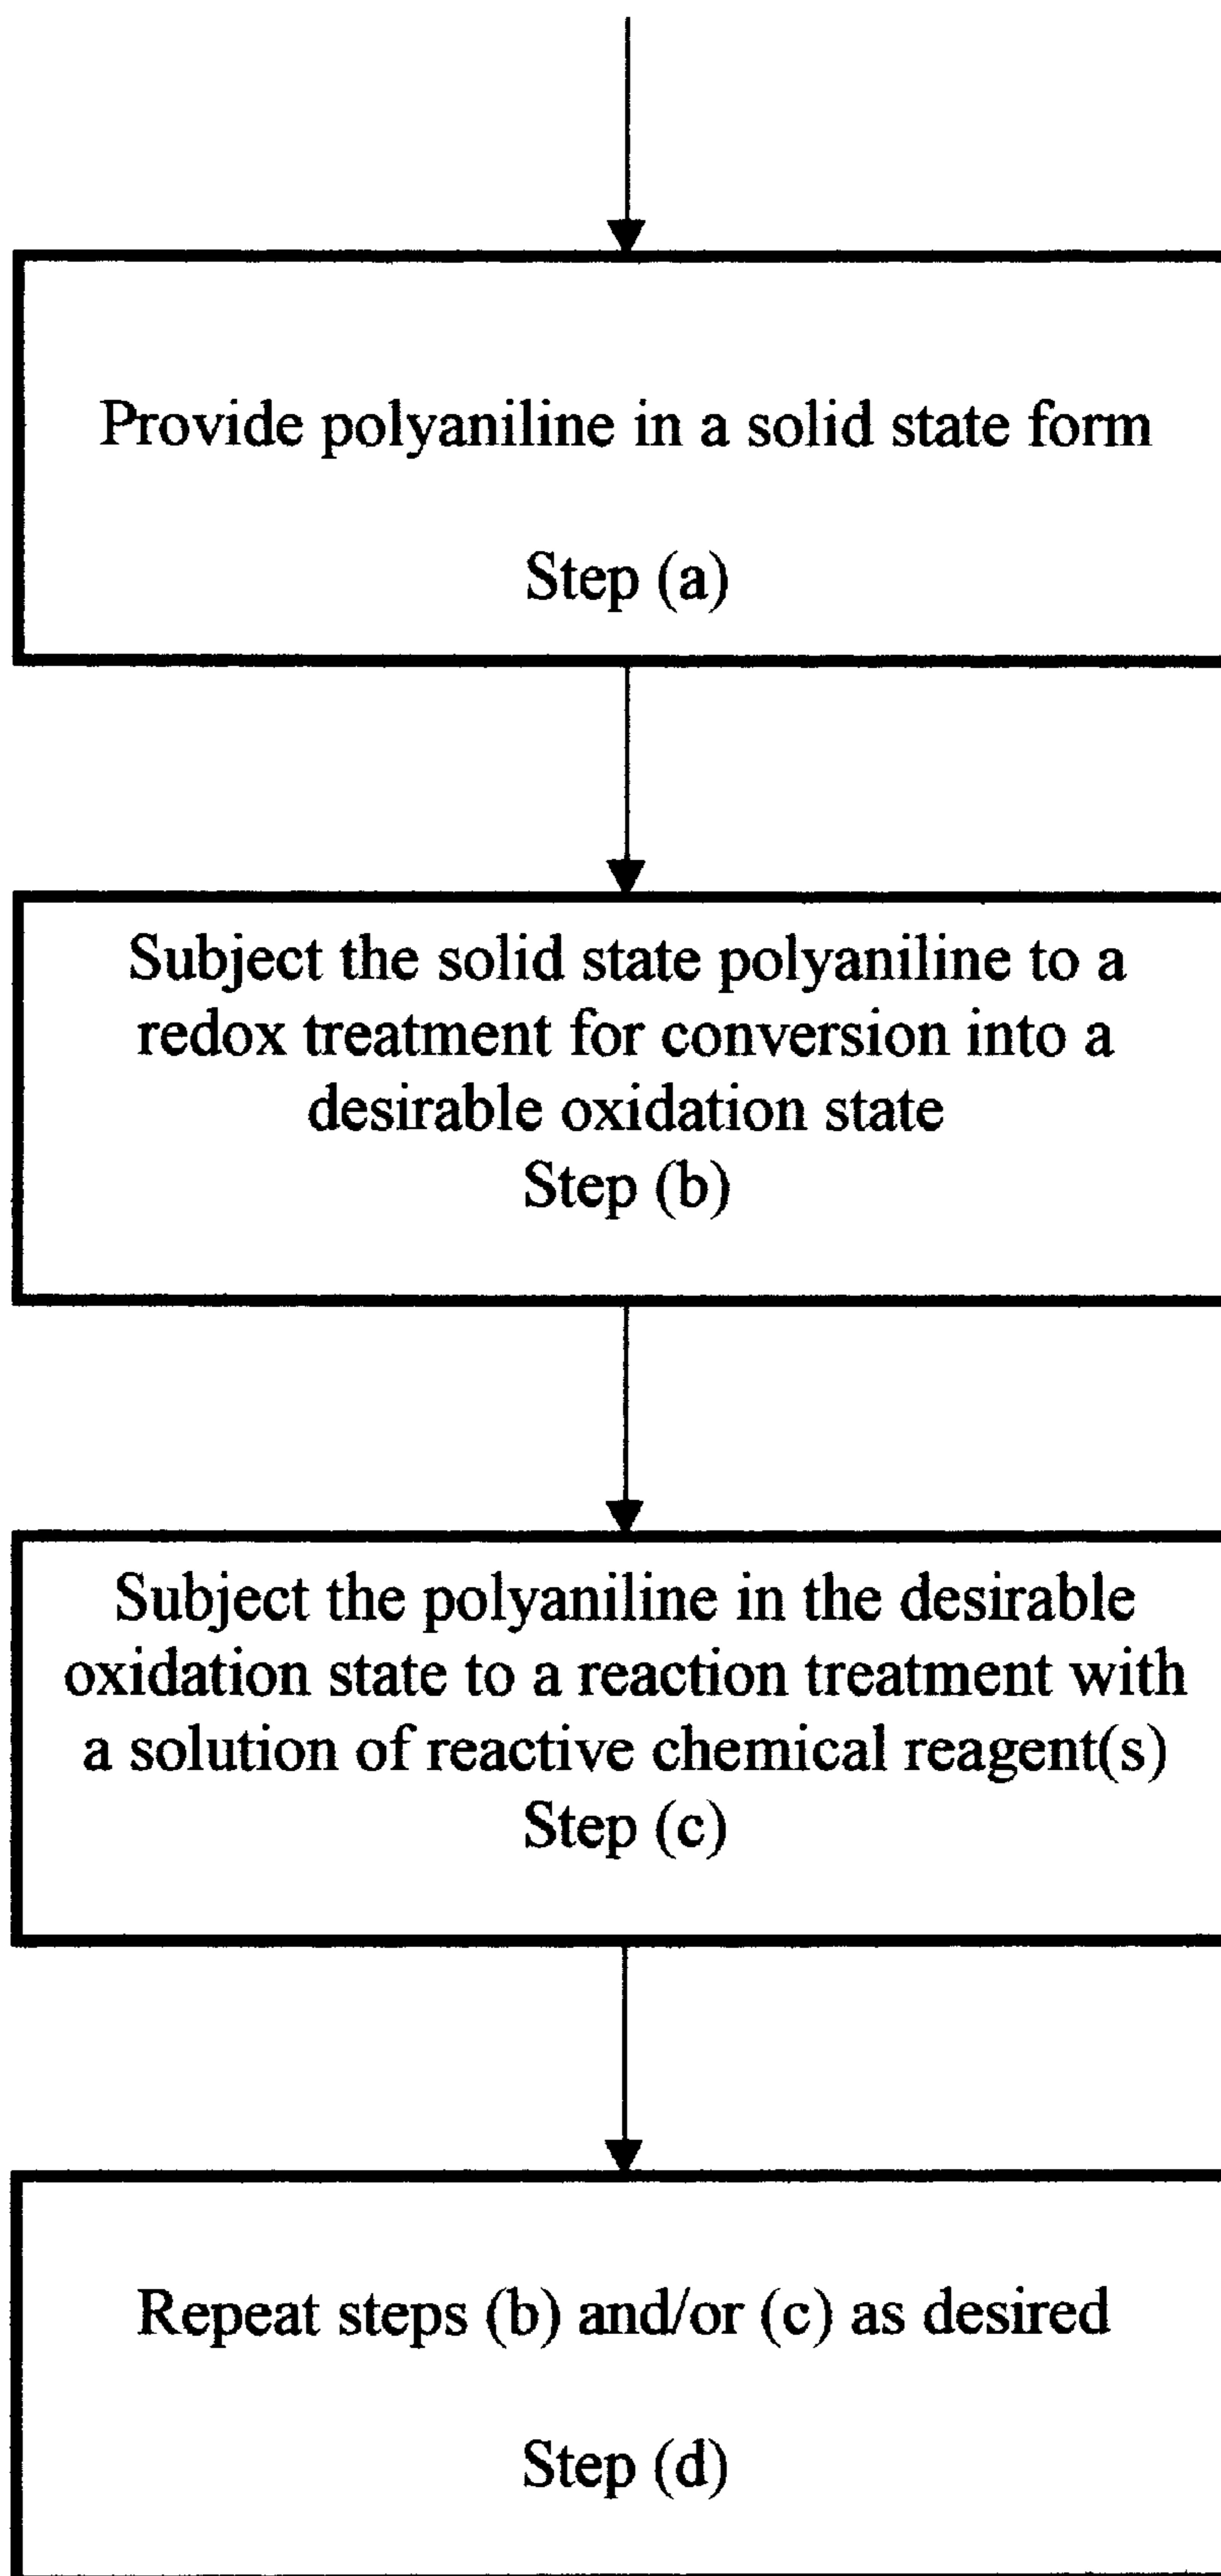 Provide polyaniline in a solid state form
Step (a)
Subject the solid state polyaniline to a
redox treatment for conversion into a
desirable oxidation state
Step (b)
Subject the polyaniline in the desirable
oxidation state to a reaction treatment with
a solution of reactive chemical reagent(s)
Step (c)
Repeat steps (b) and/or (c) as desired
Step (d)